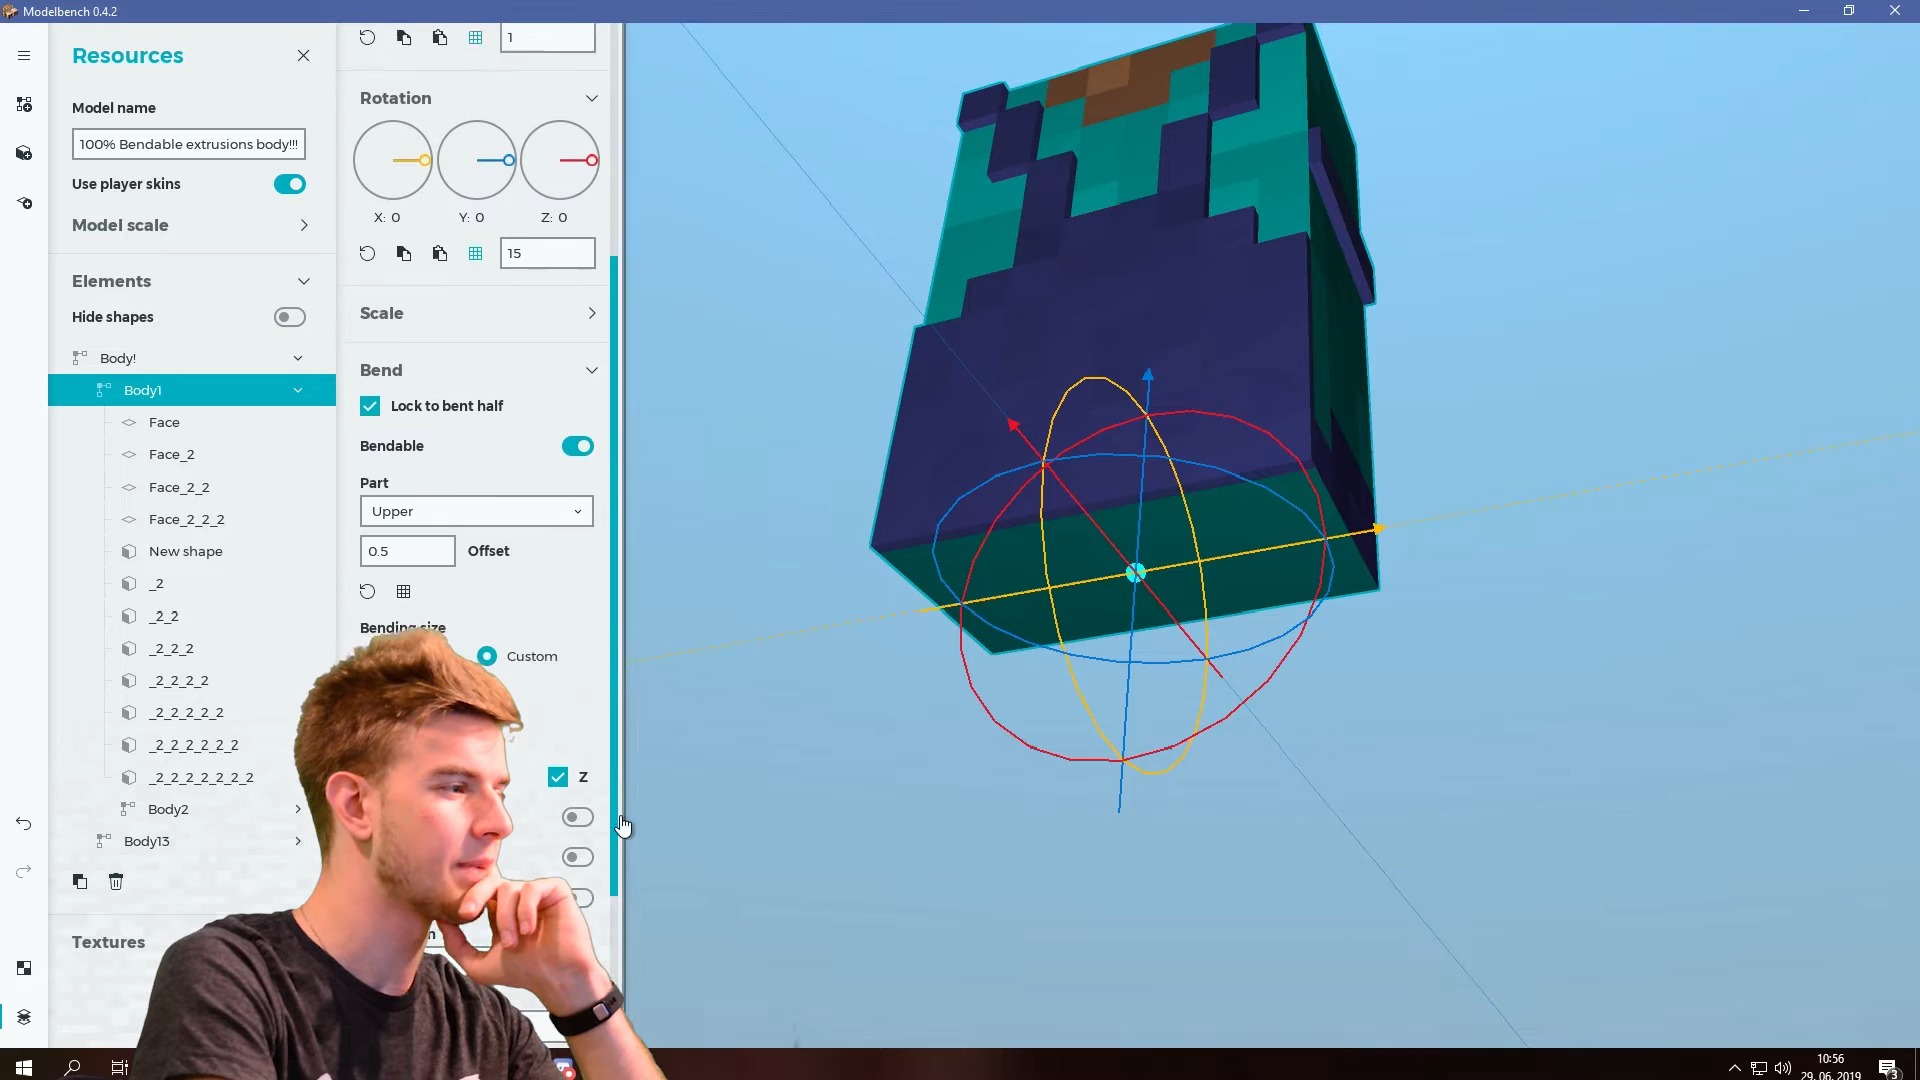 Modelbench 0.4.2
Resources
Model name
100% Bendable extrusions body!!!
Use player skins
Model scale
Elements
Hide shapes
Body!
Body1
Face
Face_2
Face_2_2
Face_2_2_2
New shape
_2
_2_2
_2_2_2
_2_2_2_2
_2_2_2_2_2
_2_2_2_2_2_2
_2_2_2_2_2_2_2
Body2
Body13
Textures
1
Rotation
X: 0
Y: 0
Z: 0
15
Scale
Bend
Lock to bent half
Bendable
Part
Upper
0.5 Offset
Bending size
Custom
Z
10:56
29.06.2019
3